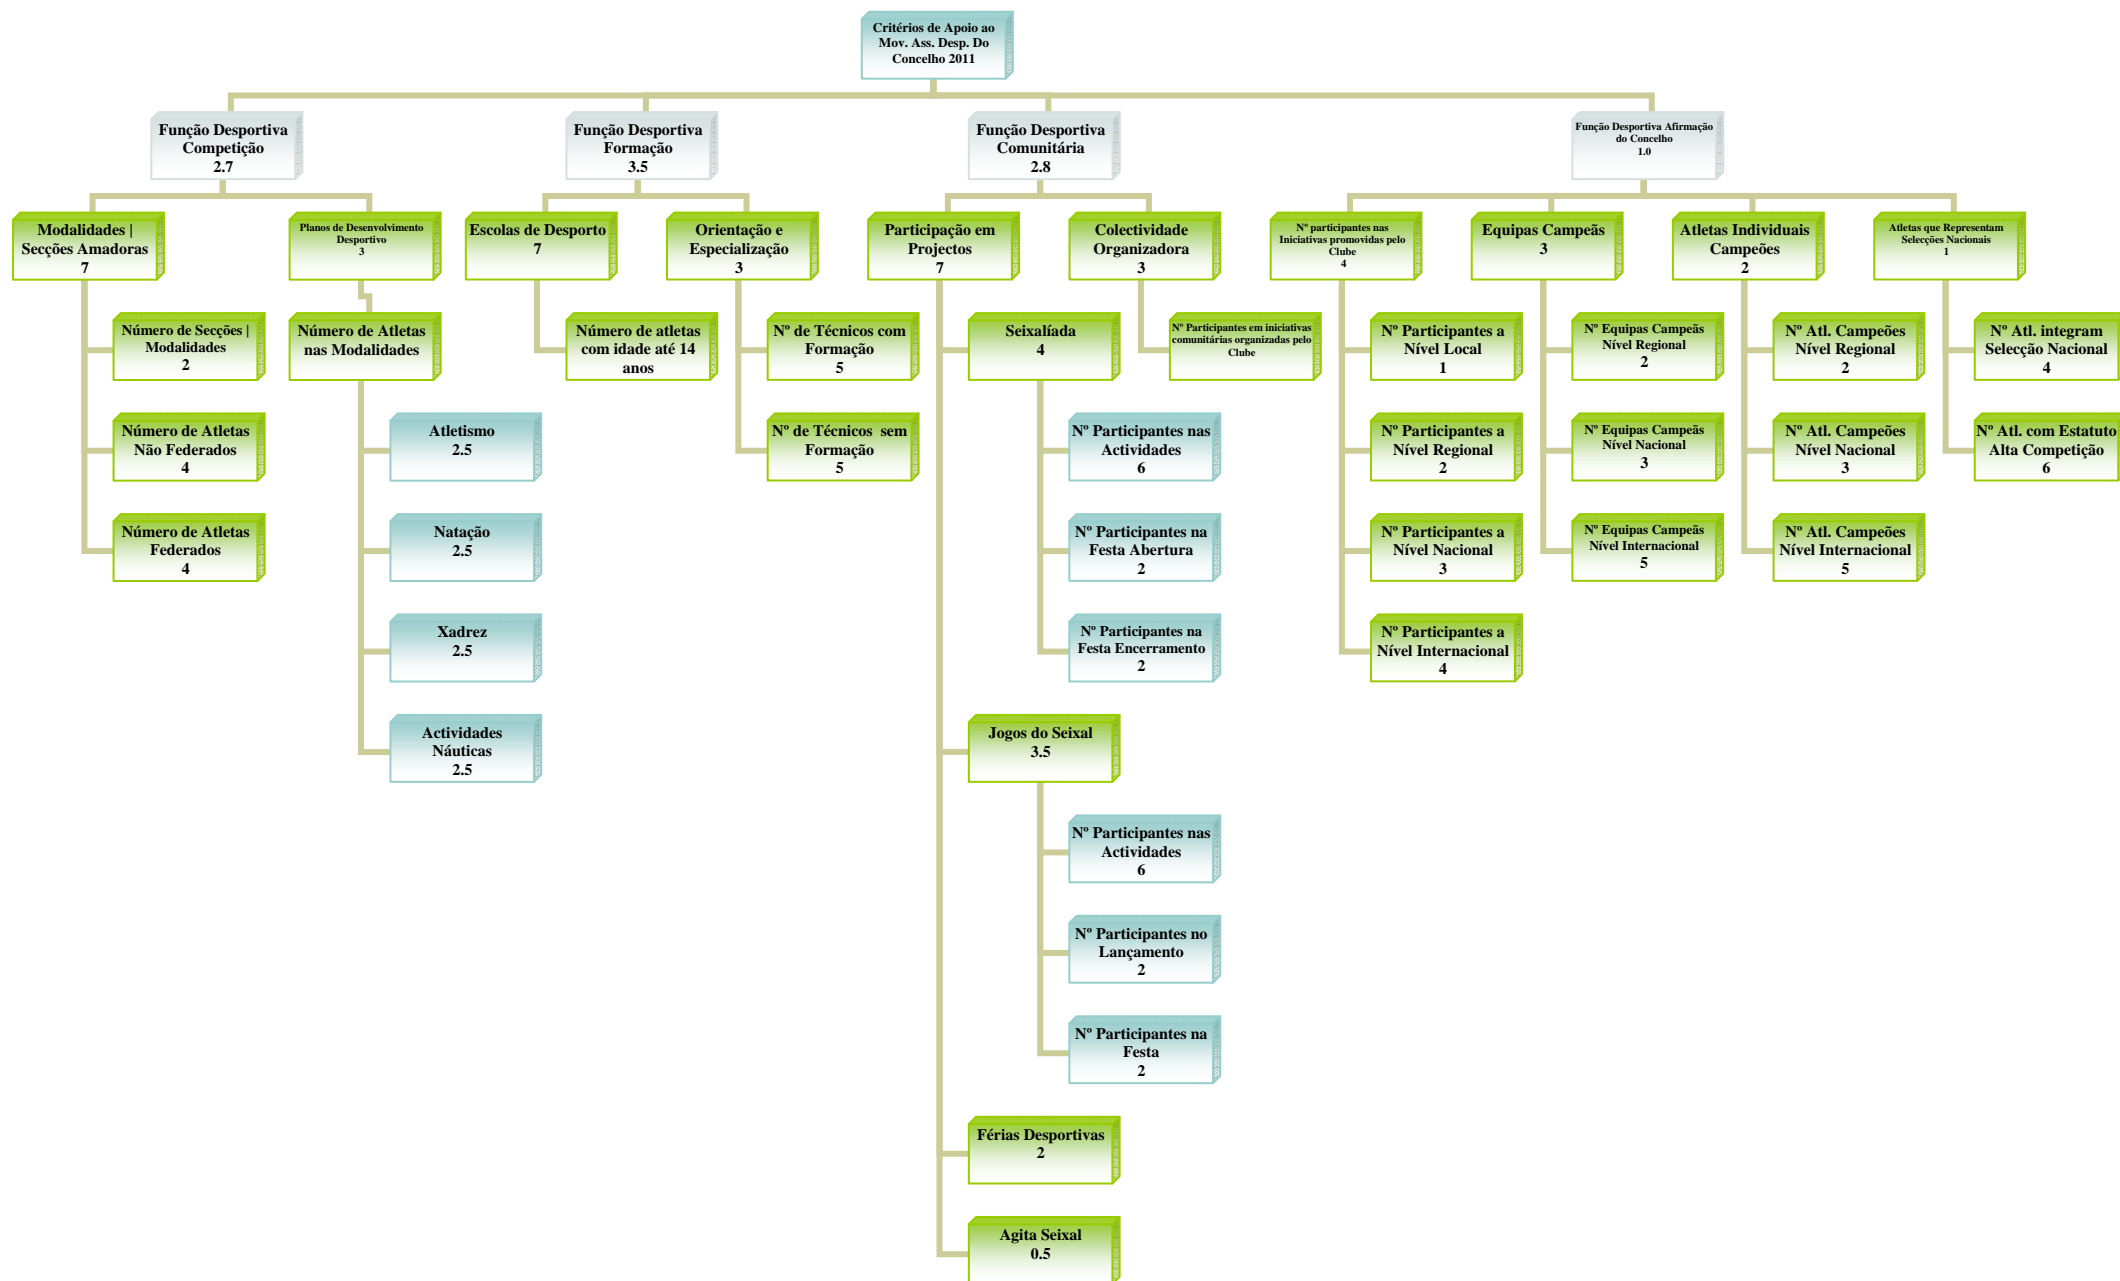 Critérios de Apoio ao
Mov. Ass. Desp. Do
Concelho 2011
Função Desportiva
Competição
2.7
Função Desportiva
Formação
3.5
Função Desportiva
Comunitária
2.8
Função Desportiva Afirmação
do Concelho
1.0
Modalidades |
Secções Amadoras
7
Planos de Desenvolvimento
Desportivo
3
Escolas de Desporto
7
Orientação e
Especialização
3
Participação em
Projectos
7
Colectividade
Organizadora
3
Nº participantes nas
Iniciativas promovidas pelo
Clube
4
Equipas Campeãs
3
Atletas Individuais
Campeões
2
Atletas que Representam
Selecções Nacionais
1
Número de Secções |
Modalidades
2
Número de Atletas
nas Modalidades
Número de atletas
com idade até 14
anos
Nº de Técnicos com
Formação
5
Seixalíada
4
Nº Participantes em iniciativas
comunitárias organizadas pelo
Clube
Nº Participantes a
Nível Local
1
Nº Equipas Campeãs
Nível Regional
2
Nº Atl. Campeões
Nível Regional
2
Nº Atl. integram
Selecção Nacional
4
Número de Atletas
Não Federados
4
Atletismo
2.5
Nº de Técnicos  sem
Formação
5
Nº Participantes nas
Actividades
6
Nº Participantes a
Nível Regional
2
Nº Equipas Campeãs
Nível Nacional
3
Nº Atl. Campeões
Nível Nacional
3
Nº Atl. com Estatuto
Alta Competição
6
Número de Atletas
Federados
4
Natação
2.5
Nº Participantes na
Festa Abertura
2
Nº Participantes a
Nível Nacional
3
Nº Equipas Campeãs
Nível Internacional
5
Nº Atl. Campeões
Nível Internacional
5
Xadrez
2.5
Nº Participantes na
Festa Encerramento
2
Nº Participantes a
Nível Internacional
4
Actividades
Náuticas
2.5
Jogos do Seixal
3.5
Nº Participantes nas
Actividades
6
Nº Participantes no
Lançamento
2
Nº Participantes na
Festa
2
Férias Desportivas
2
Agita Seixal
0.5